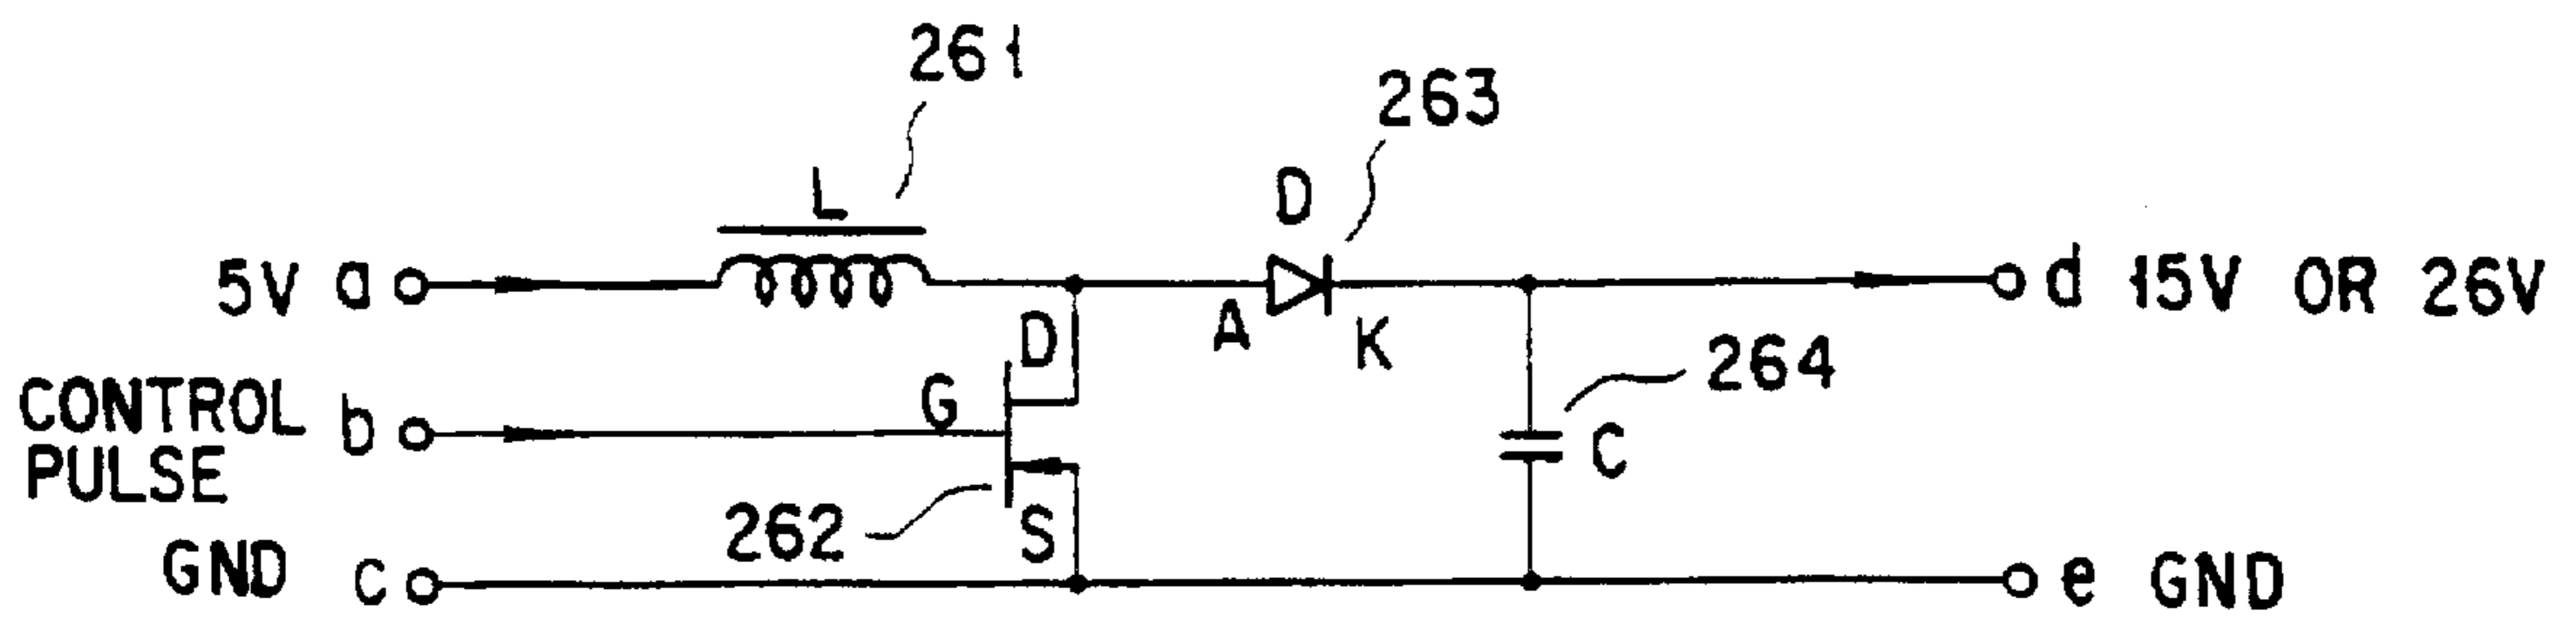 261
263
L
D
5V a
d 15V OR 26V
A
K
D
264
CONTROL
PULSE
b
G
C
262
S
GND c
e GND